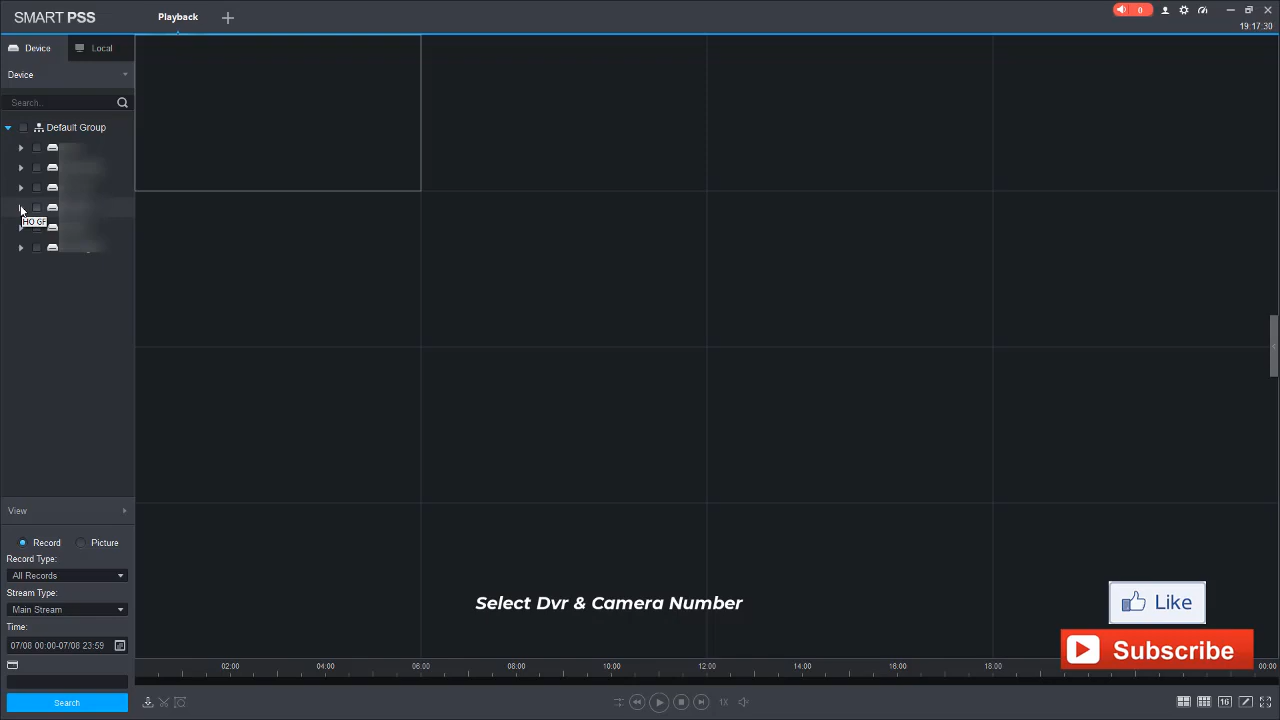 SMART PSS
Playback
0
19:17:30
Device
Local
Device
Search...
Default Group
HO GF
View
Record
Picture
Record Type:
All Records
Stream Type:
Main Stream
Time:
07/08 00:00-07/08 23:59
Search
Select Dvr & Camera Number
Like
Subscribe
02:00
04:00
06:00
08:00
10:00
12:00
14:00
16:00
18:00
00:00
1X
16